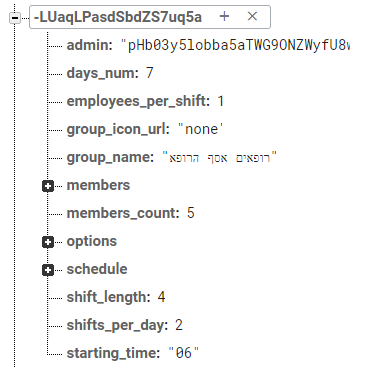 -LUaqLPasdSbdZS7uq5a + ×
admin: "pHb03y5lobba5aTWG9ONZWyfU8w
days_num: 7
employees_per_shift: 1
group_icon_url: "none'
group_name: "רופאים אסף הרופא"
members
members_count: 5
options
schedule
shift_length: 4
shifts_per_day: 2
starting_time: "06"